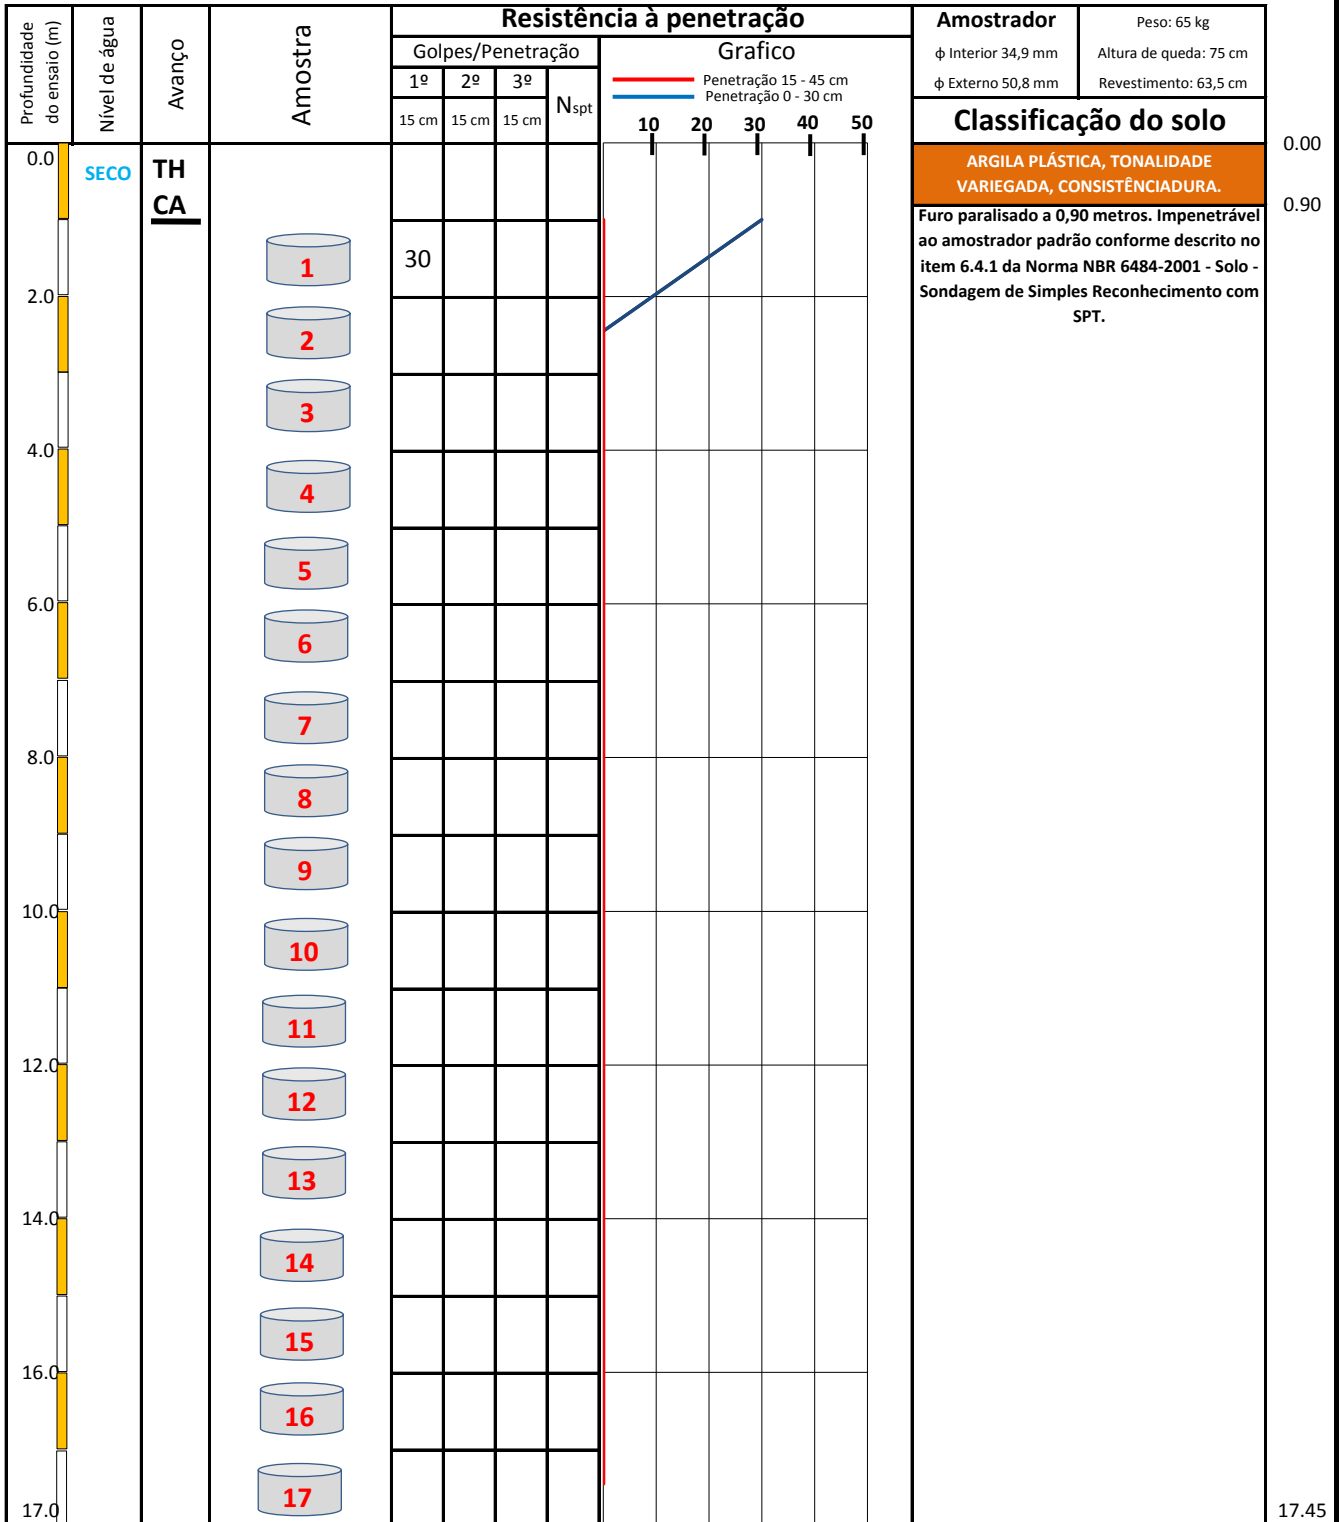 Profundidade
do ensaio (m)
Nível de água
Avanço
Amostra
Resistência à penetração
Golpes/Penetração
1º 2º 3º
Nspt
15 cm 15 cm 15 cm
Grafico
Penetração 15 - 45 cm
Penetração 0 - 30 cm
10 20 30 40 50
Amostrador
ф Interior 34,9 mm
ф Externo 50,8 mm
Peso: 65 kg
Altura de queda: 75 cm
Revestimento: 63,5 cm
Classificação do solo
0.00
0.0
SECO
TH
CA
ARGILA PLÁSTICA, TONALIDADE
VARIEGADA, CONSISTÊNCIADURA.
0.90
Furo paralisado a 0,90 metros. Impenetrável
ao amostrador padrão conforme descrito no
item 6.4.1 da Norma NBR 6484-2001 - Solo -
Sondagem de Simples Reconhecimento com
SPT.
1
30
2.0
2
3
4.0
4
5
6.0
6
7
8.0
8
9
10.0
10
11
12.0
12
13
14.0
14
15
16.0
16
17
17.0
17.45